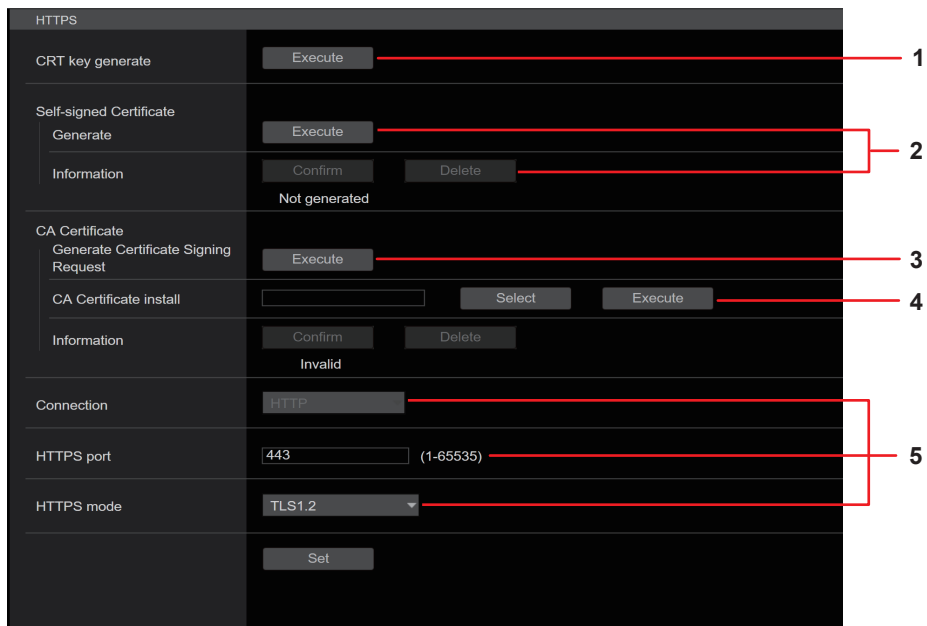 HTTPS
CRT key generate Execute 1
Self-signed Certificate
Generate Execute 2
Information Confirm Delete
Not generated
CA Certificate
Generate Certificate Signing
Request Execute 3
CA Certificate install Select Execute 4
Information Confirm Delete
Invalid
Connection HTTP
HTTPS port 443 (1-65535) 5
HTTPS mode TLS1.2
Set